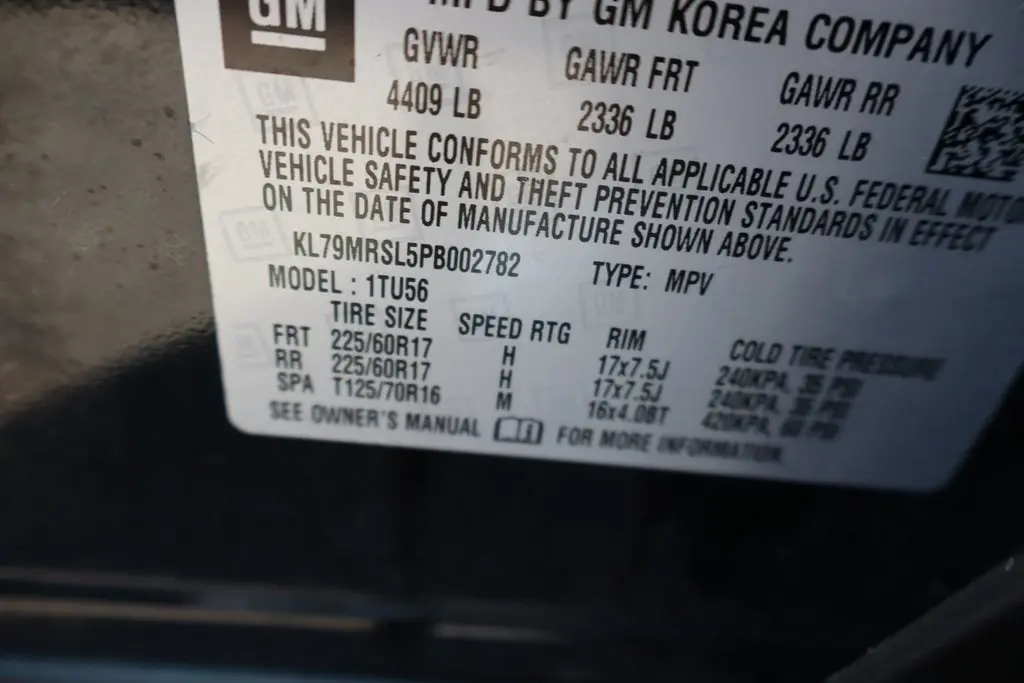 GM
MFD BY GM KOREA COMPANY
GVWR GAWR FRT GAWR RR
4409 LB 2336 LB 2336 LB
THIS VEHICLE CONFORMS TO ALL APPLICABLE U.S. FEDERAL MOTO
VEHICLE SAFETY AND THEFT PREVENTION STANDARDS IN EFFECT
ON THE DATE OF MANUFACTURE SHOWN ABOVE.
KL79MRSL5PB002782 TYPE: MPV
MODEL : 1TU56
TIRE SIZE SPEED RTG RIM COLD TIRE PRESSURE
FRT 225/60R17 H 17x7.5J 240KPA, 35 PSI
RR 225/60R17 H 17x7.5J 240KPA, 35 PSI
SPA T125/70R16 M 16x4.0BT 420KPA, 60 PSI
SEE OWNER'S MANUAL FOR MORE INFORMATION